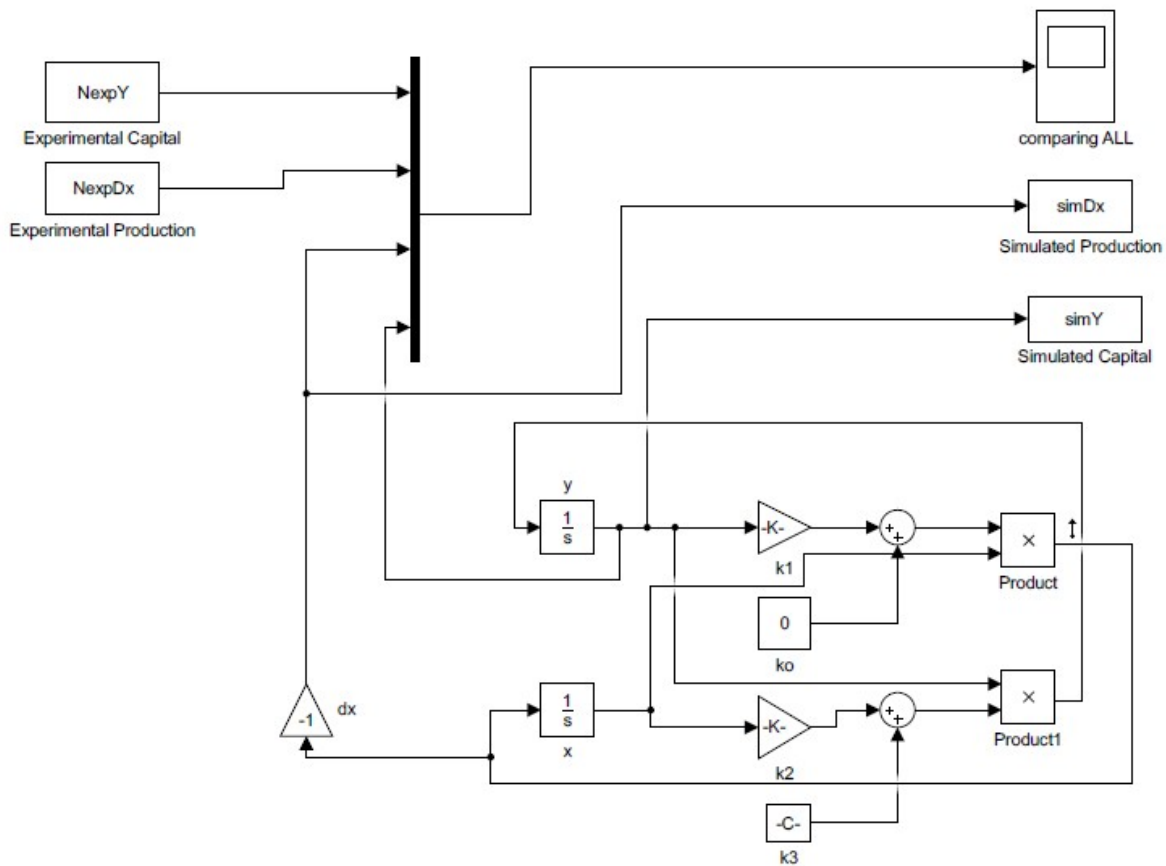 NexpY
Experimental Capital
NexpDx
Experimental Production
comparing ALL
simDx
Simulated Production
simY
Simulated Capital
y
1
s
-K-
k1
+
+
×
Product
0
ko
-1
dx
1
s
x
-K-
k2
+
+
×
Product1
-C-
k3